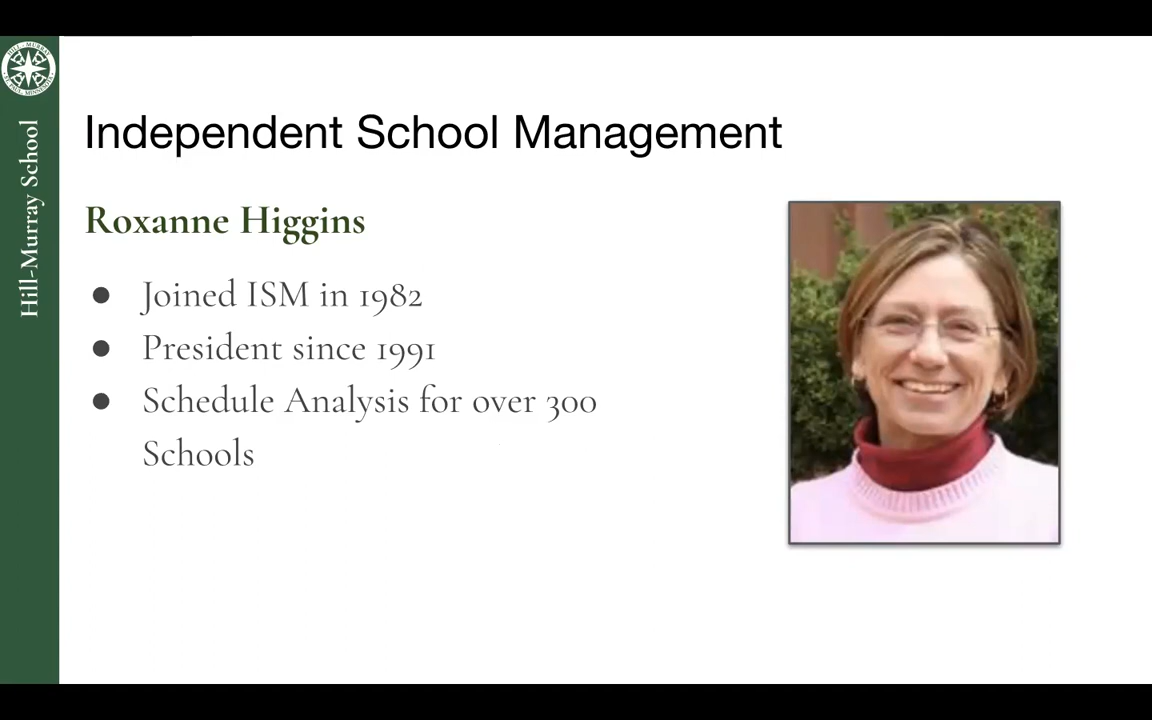 Hill-Murray School
Independent School Management
Roxanne Higgins
● Joined ISM in 1982
● President since 1991
● Schedule Analysis for over 300
Schools